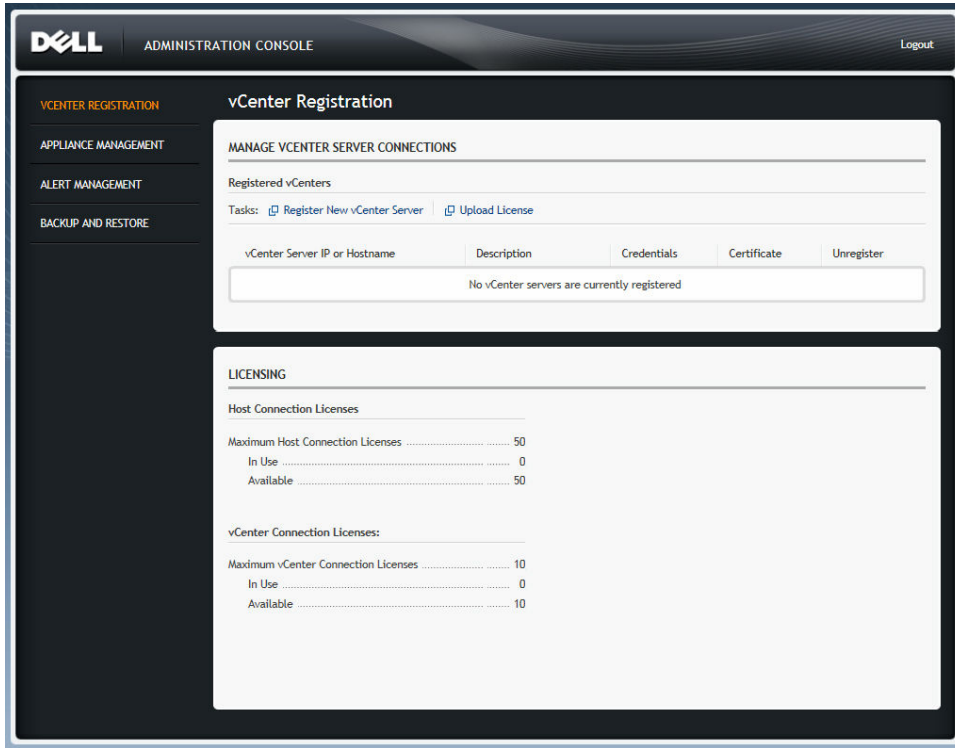 DELL ADMINISTRATION CONSOLE Logout
VCENTER REGISTRATION
APPLIANCE MANAGEMENT
ALERT MANAGEMENT
BACKUP AND RESTORE
vCenter Registration
MANAGE VCENTER SERVER CONNECTIONS
Registered vCenters
Tasks: Register New vCenter Server Upload License
vCenter Server IP or Hostname Description Credentials Certificate Unregister
No vCenter servers are currently registered
LICENSING
Host Connection Licenses
Maximum Host Connection Licenses ................................ 50
In Use ................................ 0
Available ................................ 50
vCenter Connection Licenses:
Maximum vCenter Connection Licenses ................................ 10
In Use ................................ 0
Available ................................ 10